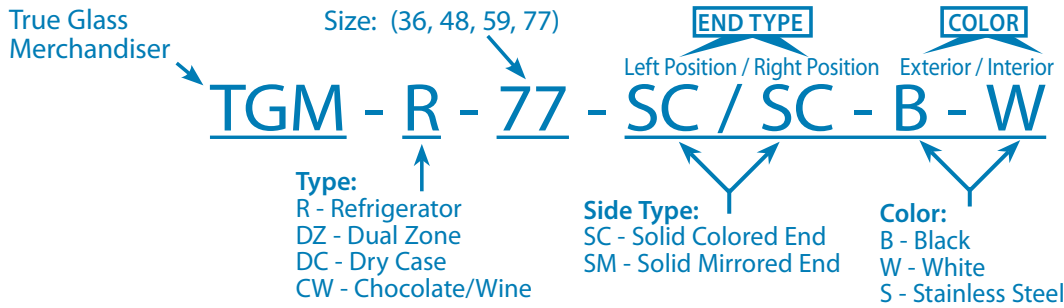 True Glass
Merchandiser
Size: (36, 48, 59, 77)
END TYPE
COLOR
Left Position / Right Position
Exterior / Interior
TGM - R - 77 - SC / SC - B - W
Type:
R - Refrigerator
DZ - Dual Zone
DC - Dry Case
CW - Chocolate/Wine
Side Type:
SC - Solid Colored End
SM - Solid Mirrored End
Color:
B - Black
W - White
S - Stainless Steel